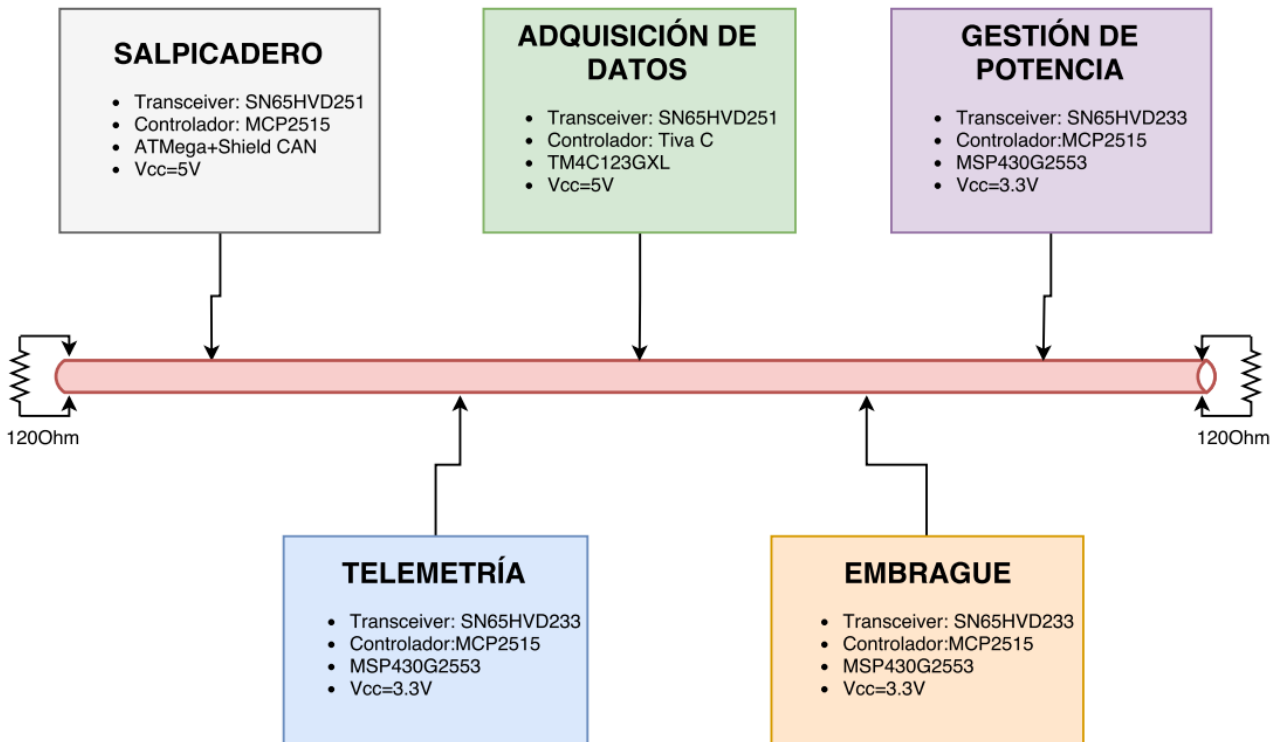 SALPICADERO
Transceiver: SN65HVD251
Controlador: MCP2515
ATMega+Shield CAN
Vcc=5V
ADQUISICIÓN DE
DATOS
Transceiver: SN65HVD251
Controlador: Tiva C
TM4C123GXL
Vcc=5V
GESTIÓN DE
POTENCIA
Transceiver: SN65HVD233
Controlador:MCP2515
MSP430G2553
Vcc=3.3V
120Ohm
120Ohm
TELEMETRÍA
Transceiver: SN65HVD233
Controlador:MCP2515
MSP430G2553
Vcc=3.3V
EMBRAGUE
Transceiver: SN65HVD233
Controlador:MCP2515
MSP430G2553
Vcc=3.3V